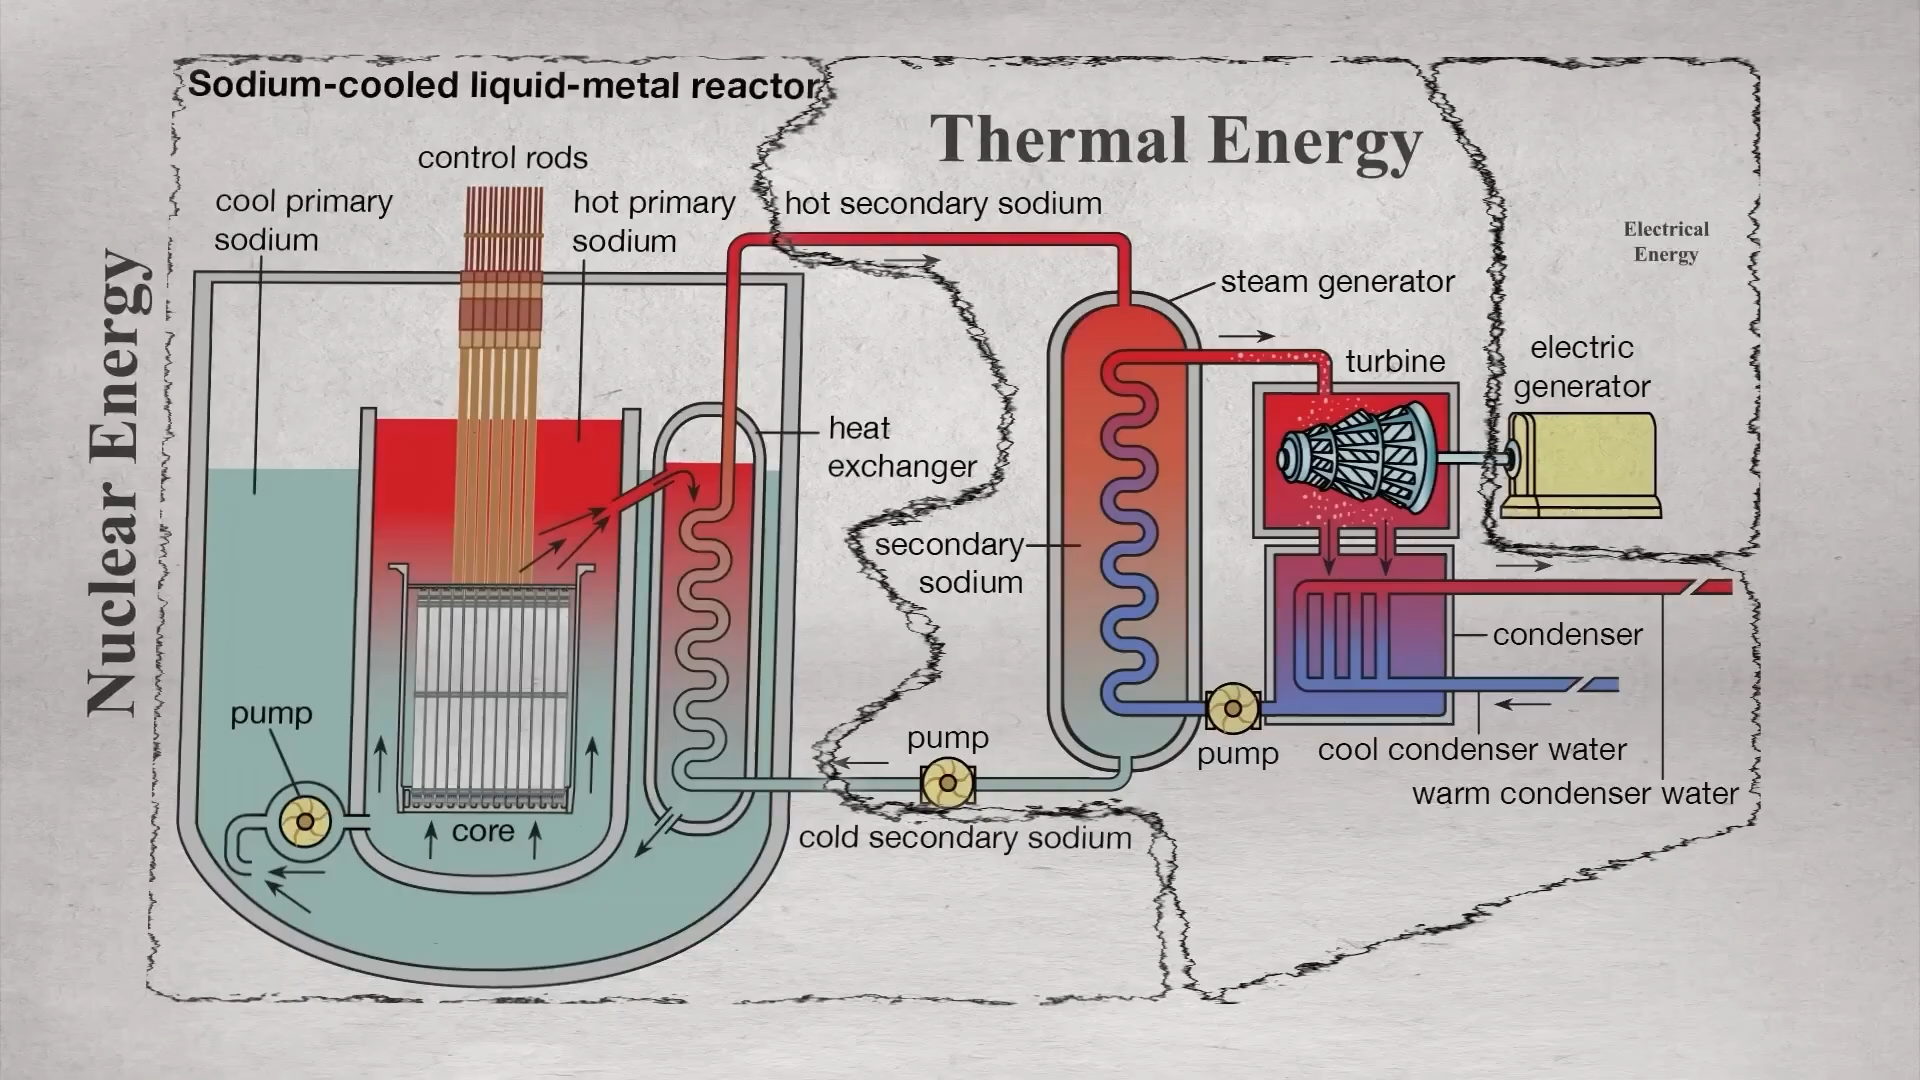 Sodium-cooled liquid-metal reactor
Thermal Energy
Nuclear Energy
Electrical
Energy
control rods
cool primary
sodium
hot primary
sodium
hot secondary sodium
steam generator
turbine
electric
generator
heat
exchanger
secondary
sodium
condenser
pump
core
pump
pump
cool condenser water
warm condenser water
cold secondary sodium